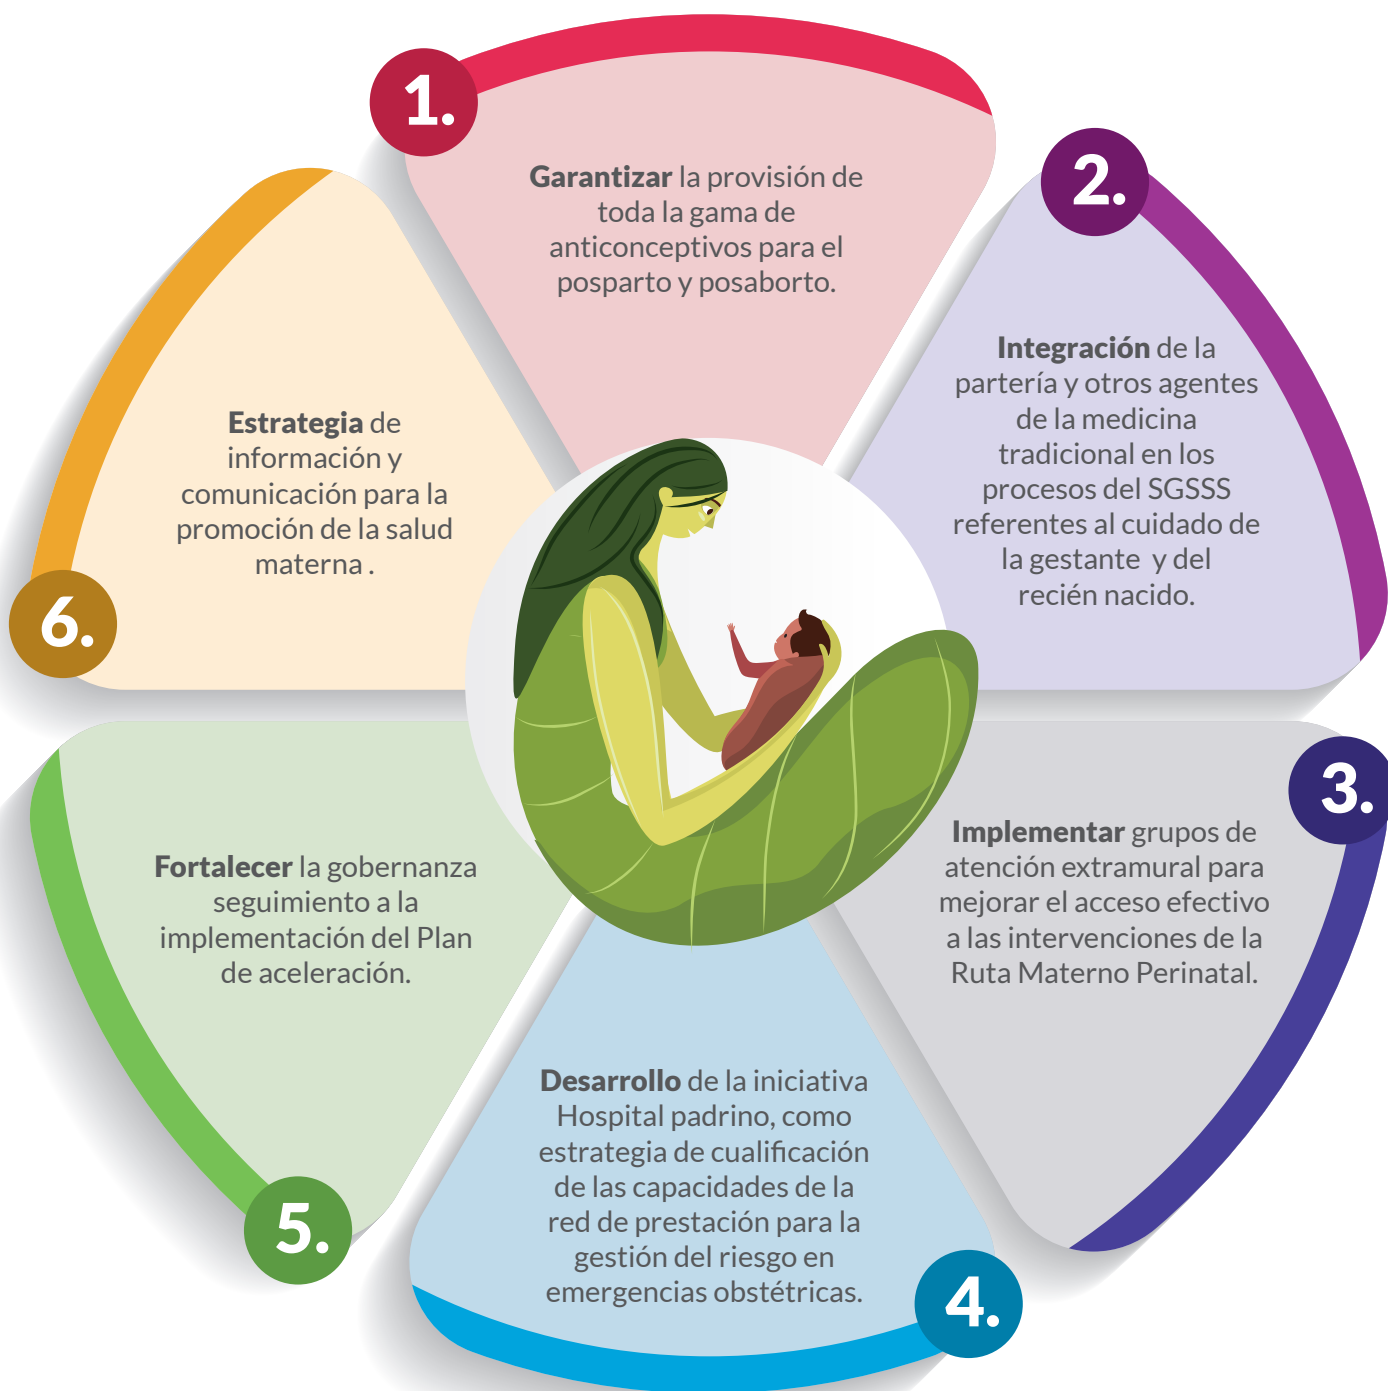 1.
Garantizar la provisión de
toda la gama de
anticonceptivos para el
posparto y posaborto.
2.
Integración de la
partería y otros agentes
de la medicina
tradicional en los
procesos del SGSSS
referentes al cuidado de
la gestante y del
recién nacido.
3.
Implementar grupos de
atención extramural para
mejorar el acceso efectivo
a las intervenciones de la
Ruta Materno Perinatal.
4.
Desarrollo de la iniciativa
Hospital padrino, como
estrategia de cualificación
de las capacidades de la
red de prestación para la
gestión del riesgo en
emergencias obstétricas.
5.
Fortalecer la gobernanza
seguimiento a la
implementación del Plan
de aceleración.
6.
Estrategia de
información y
comunicación para la
promoción de la salud
materna .